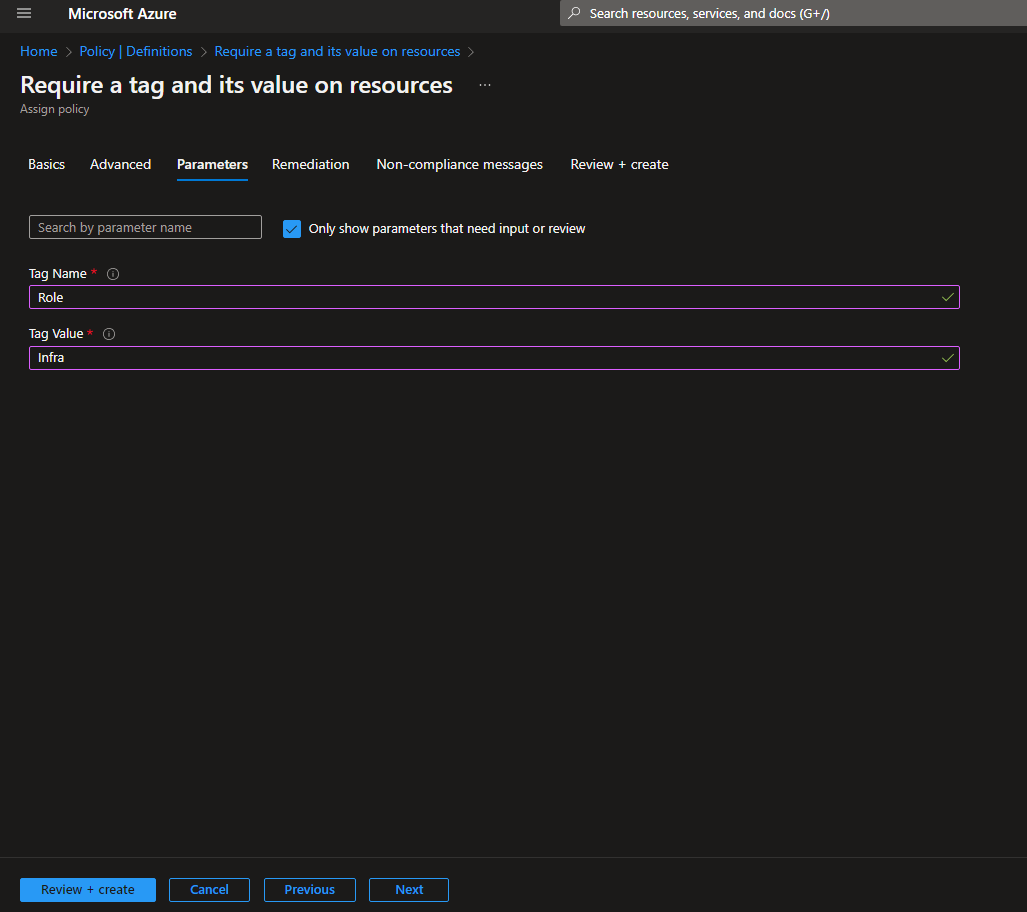 Microsoft Azure
Search resources, services, and docs (G+/)
Home > Policy | Definitions > Require a tag and its value on resources >
Require a tag and its value on resources ...
Assign policy
Basics Advanced Parameters Remediation Non-compliance messages Review + create
Search by parameter name
Only show parameters that need input or review
Tag Name *
Role
Tag Value *
Infra
Review + create Cancel Previous Next